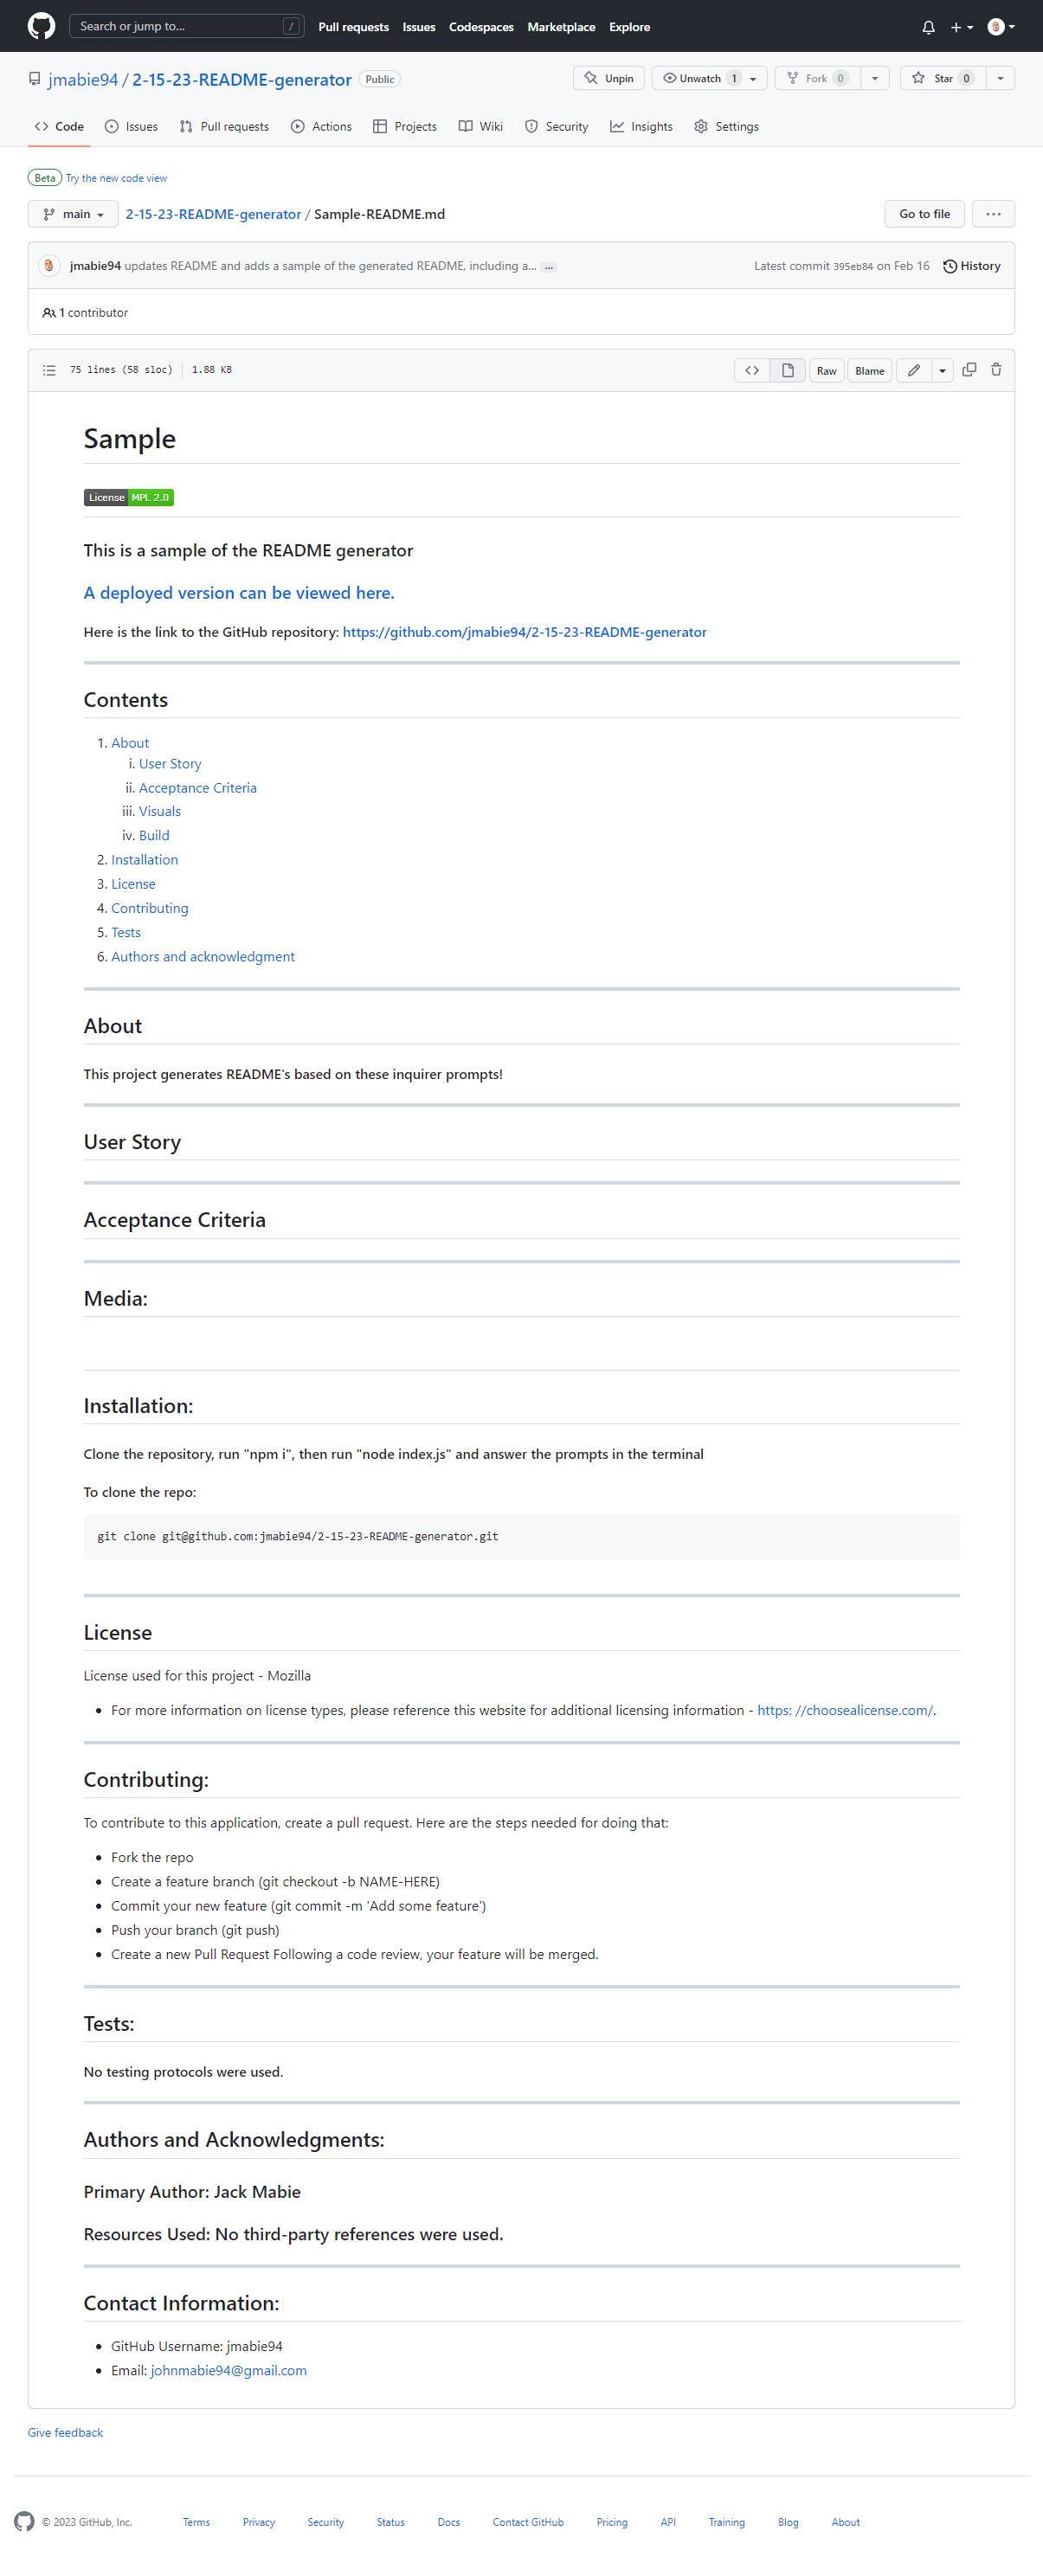 Search or jump to... /
Pull requests Issues Codespaces Marketplace Explore
jmabie94 / 2-15-23-README-generator Public
Unpin Unwatch 1 Fork 0 Star 0
Code Issues Pull requests Actions Projects Wiki Security Insights Settings
Beta Try the new code view
main 2-15-23-README-generator / Sample-README.md Go to file ...
jmabie94 updates README and adds a sample of the generated README, including a... ... Latest commit 395eb84 on Feb 16 History
1 contributor
75 lines (58 sloc) 1.88 KB Raw Blame
Sample
License MPL 2.0
This is a sample of the README generator
A deployed version can be viewed here.
Here is the link to the GitHub repository: https://github.com/jmabie94/2-15-23-README-generator
Contents
1. About
i. User Story
ii. Acceptance Criteria
iii. Visuals
iv. Build
2. Installation
3. License
4. Contributing
5. Tests
6. Authors and acknowledgment
About
This project generates README's based on these inquirer prompts!
User Story
Acceptance Criteria
Media:
Installation:
Clone the repository, run "npm i", then run "node index.js" and answer the prompts in the terminal
To clone the repo:
git clone git@github.com:jmabie94/2-15-23-README-generator.git
License
License used for this project - Mozilla
• For more information on license types, please reference this website for additional licensing information - https: //choosealicense.com/.
Contributing:
To contribute to this application, create a pull request. Here are the steps needed for doing that:
• Fork the repo
• Create a feature branch (git checkout -b NAME-HERE)
• Commit your new feature (git commit -m 'Add some feature')
• Push your branch (git push)
• Create a new Pull Request Following a code review, your feature will be merged.
Tests:
No testing protocols were used.
Authors and Acknowledgments:
Primary Author: Jack Mabie
Resources Used: No third-party references were used.
Contact Information:
• GitHub Username: jmabie94
• Email: johnmabie94@gmail.com
Give feedback
© 2023 GitHub, Inc. Terms Privacy Security Status Docs Contact GitHub Pricing API Training Blog About